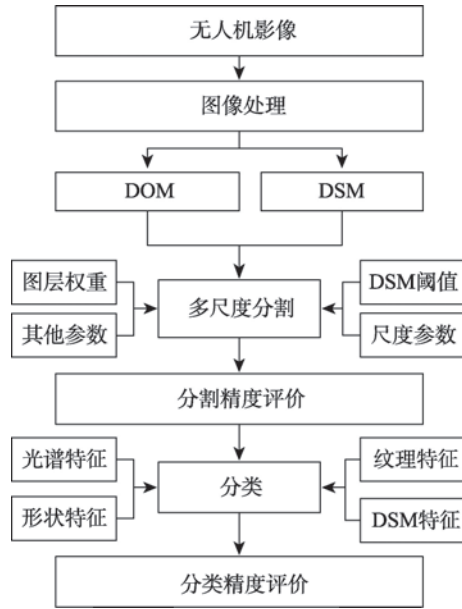 无人机影像
图像处理
DOM
DSM
图层权重
DSM阈值
多尺度分割
其他参数
尺度参数
分割精度评价
光谱特征
纹理特征
分类
形状特征
DSM特征
分类精度评价